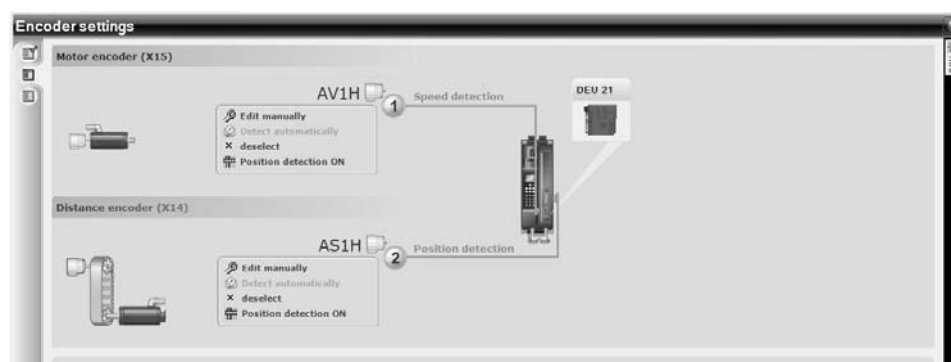 Encoder settings
Motor encoder (X15)
AV1H
1
Speed detection
DEU 21
Edit manually
Detect automatically
deselect
Position detection ON
Distance encoder (X14)
AS1H
2
Position detection
Edit manually
Detect automatically
deselect
Position detection ON